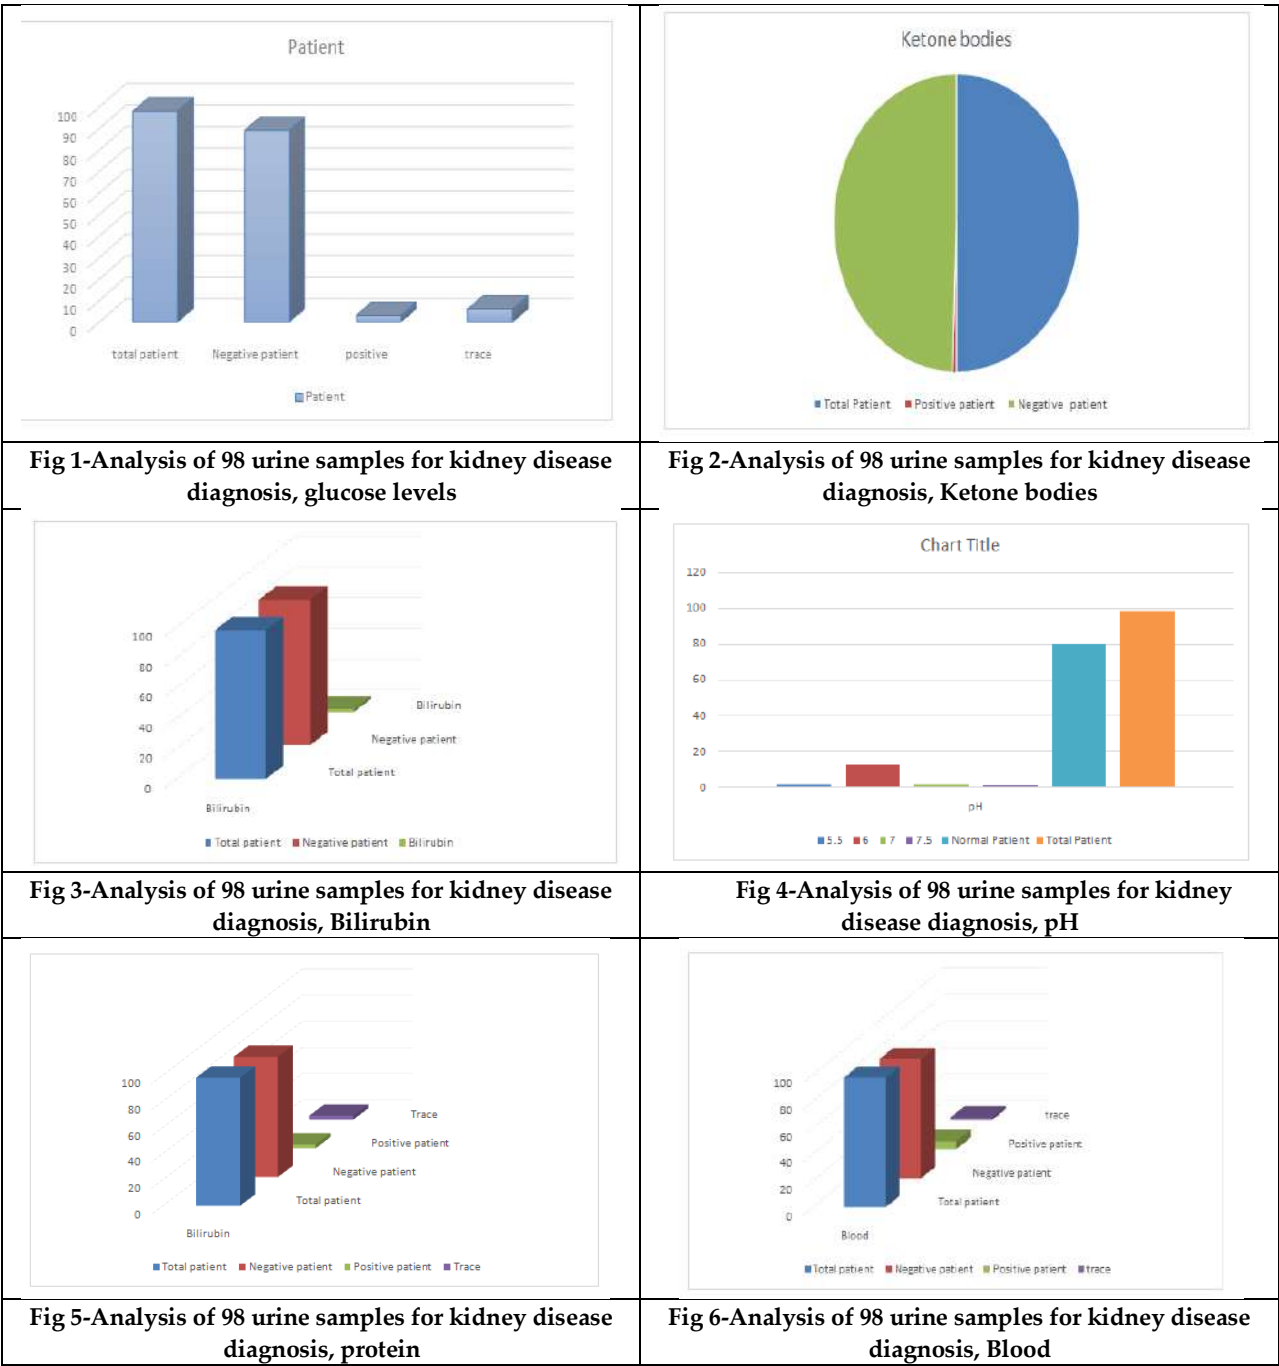 Patient
100
90
80
70
60
50
40
30
20
10
0
total patient Negative patient positive trace
Patient
Fig 1-Analysis of 98 urine samples for kidney disease
diagnosis, glucose levels
Ketone bodies
Total Patient Positive patient Negative patient
Fig 2-Analysis of 98 urine samples for kidney disease
diagnosis, Ketone bodies
100
80
60
40
20
0
Bilirubin
Negative patient
Total patient
Bilirubin
Total patient Negative patient Bilirubin
Fig 3-Analysis of 98 urine samples for kidney disease
diagnosis, Bilirubin
Chart Title
120
100
80
60
40
20
0
pH
5.5 6 7 7.5 Normal Patient Total Patient
Fig 4-Analysis of 98 urine samples for kidney
disease diagnosis, pH
100
80
60
40
20
0
Trace
Positive patient
Negative patient
Total patient
Bilirubin
Total patient Negative patient Positive patient Trace
Fig 5-Analysis of 98 urine samples for kidney disease
diagnosis, protein
100
80
60
40
20
0
trace
Positive patient
Negative patient
Total patient
Blood
Total patient Negative patient Positive patient trace
Fig 6-Analysis of 98 urine samples for kidney disease
diagnosis, Blood